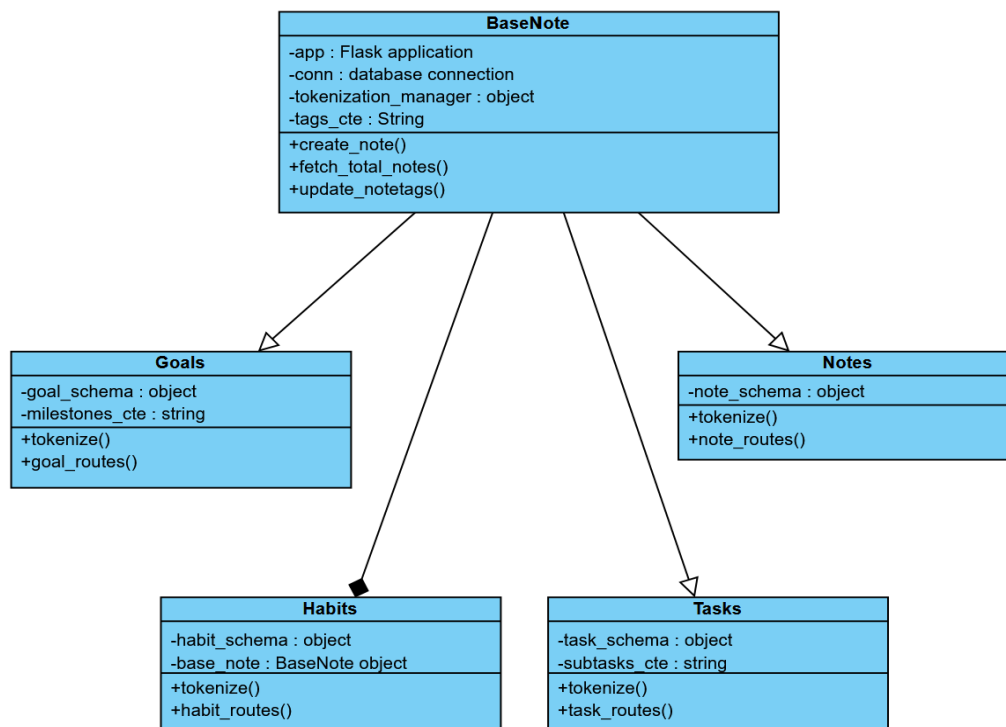 BaseNote
-app : Flask application
-conn : database connection
-tokenization_manager : object
-tags_cte : String
+create_note()
+fetch_total_notes()
+update_notetags()
Goals
-goal_schema : object
-milestones_cte : string
+tokenize()
+goal_routes()
Notes
-note_schema : object
+tokenize()
+note_routes()
Habits
-habit_schema : object
-base_note : BaseNote object
+tokenize()
+habit_routes()
Tasks
-task_schema : object
-subtasks_cte : string
+tokenize()
+task_routes()